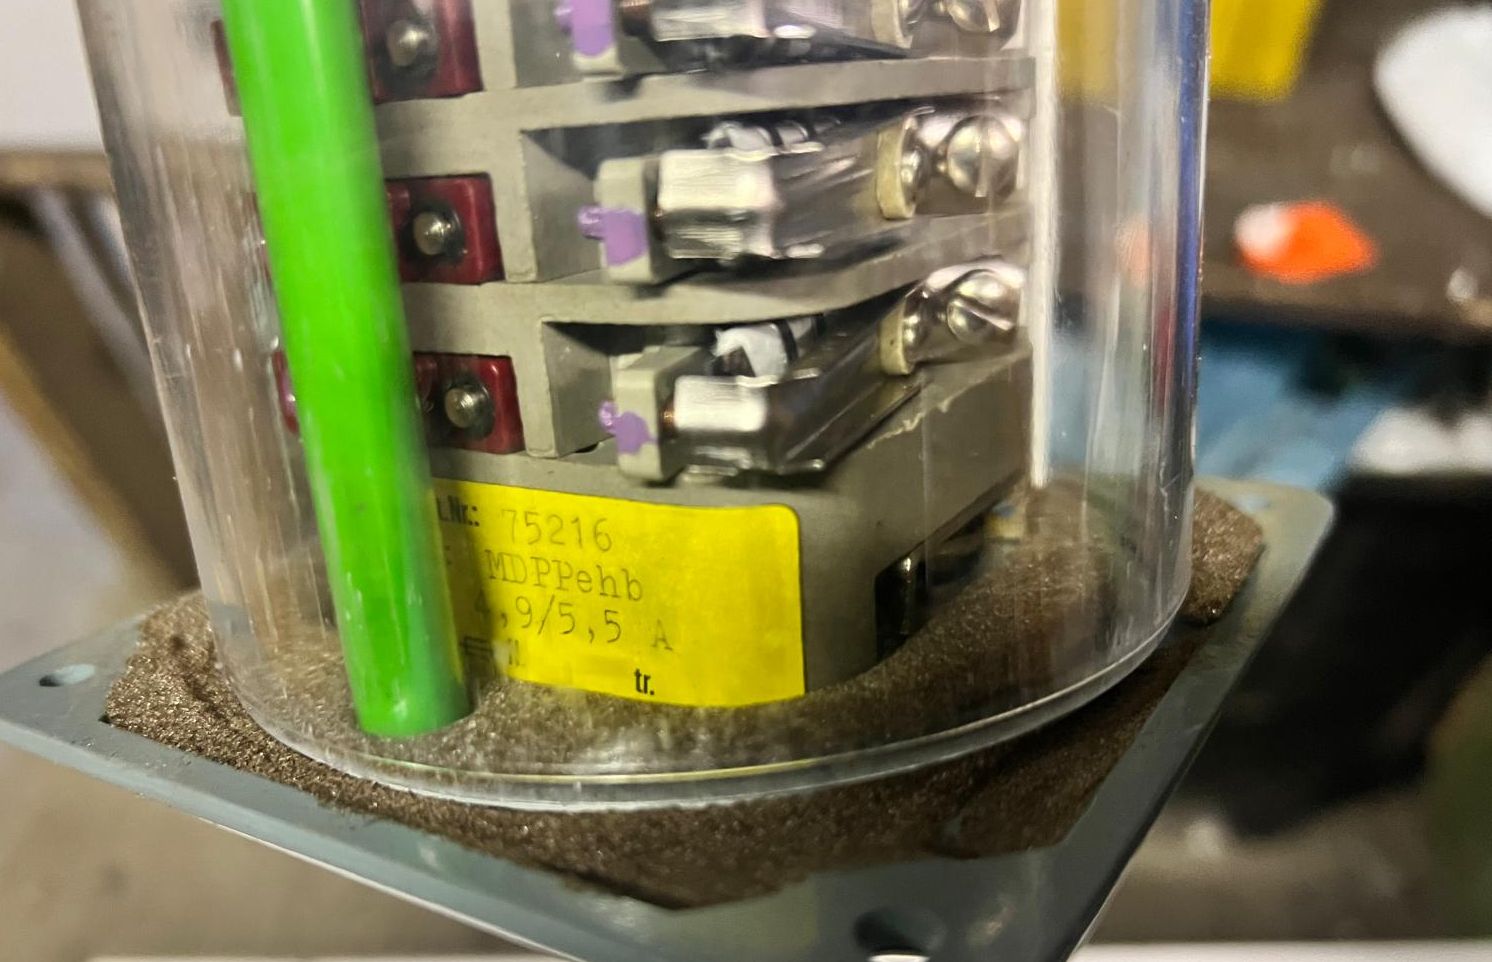 .Nr.: 75216
: MDPPehb
4,9/5,5 A
tr.